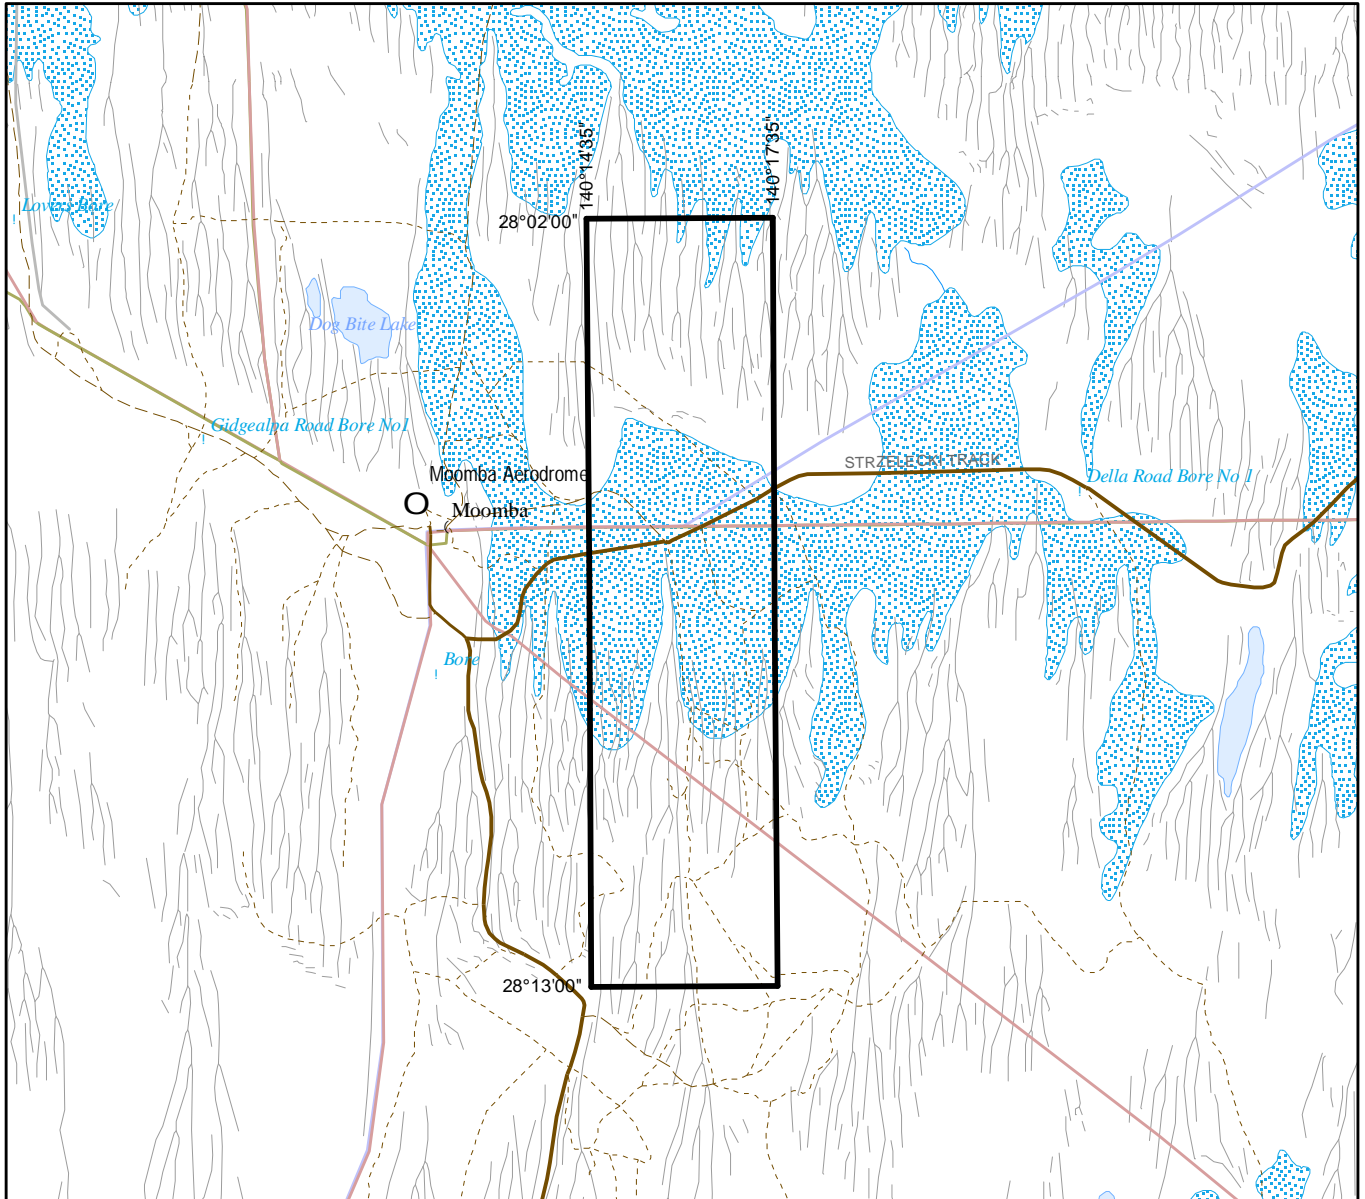 140°14'35"
140°17'35"
Lovies Bore
28°02'00"
Dog Bite Lake
Gidgealpa Road Bore No1
STRZELECKI TRACK
Moomba Aerodrome
Della Road Bore No 1
Moomba
Bore
28°13'00"